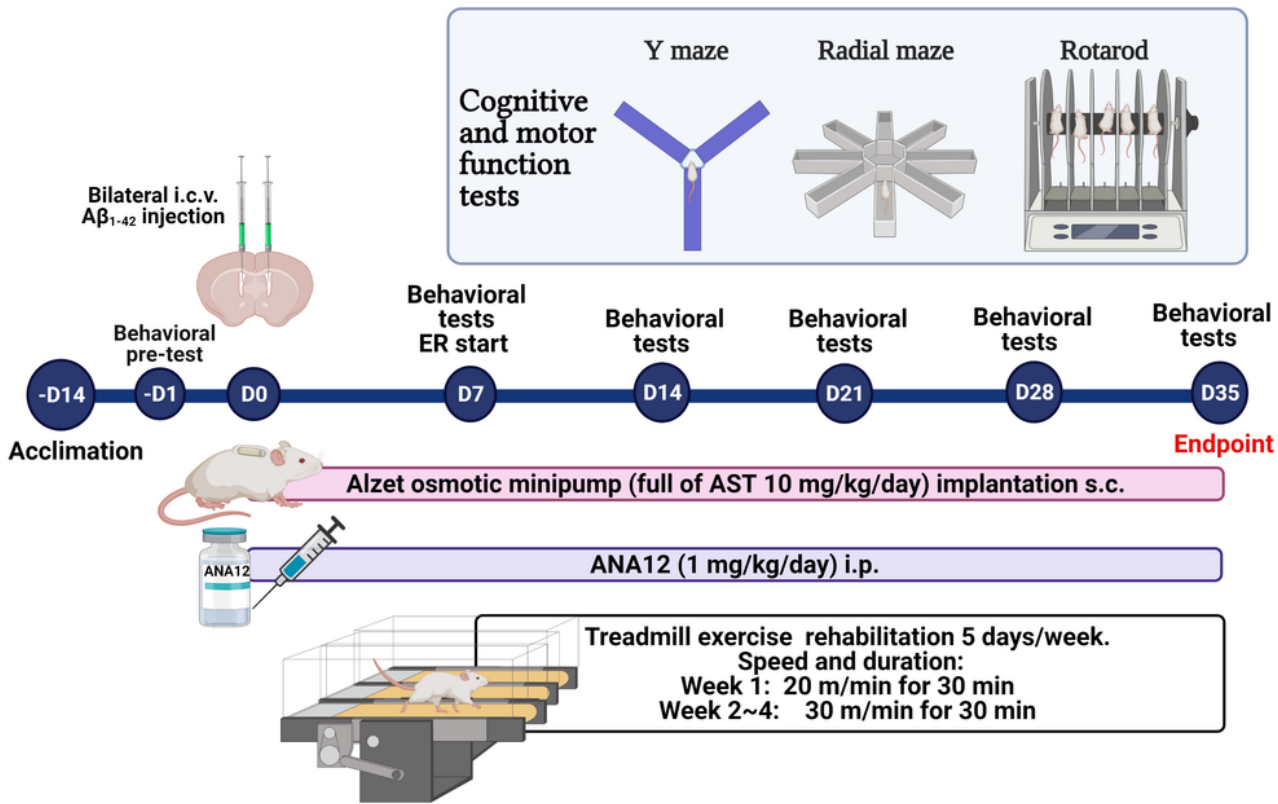 Y maze
Radial maze
Rotarod
Cognitive
and motor
function
tests
Bilateral i.c.v.
Aβ₁₋₄₂ injection
Behavioral
pre-test
Behavioral
tests
ER start
Behavioral
tests
Behavioral
tests
Behavioral
tests
Behavioral
tests
-D14
-D1
D0
D7
D14
D21
D28
D35
Acclimation
Endpoint
Alzet osmotic minipump (full of AST 10 mg/kg/day) implantation s.c.
ANA12
ANA12 (1 mg/kg/day) i.p.
Treadmill exercise rehabilitation 5 days/week.
Speed and duration:
Week 1: 20 m/min for 30 min
Week 2~4: 30 m/min for 30 min